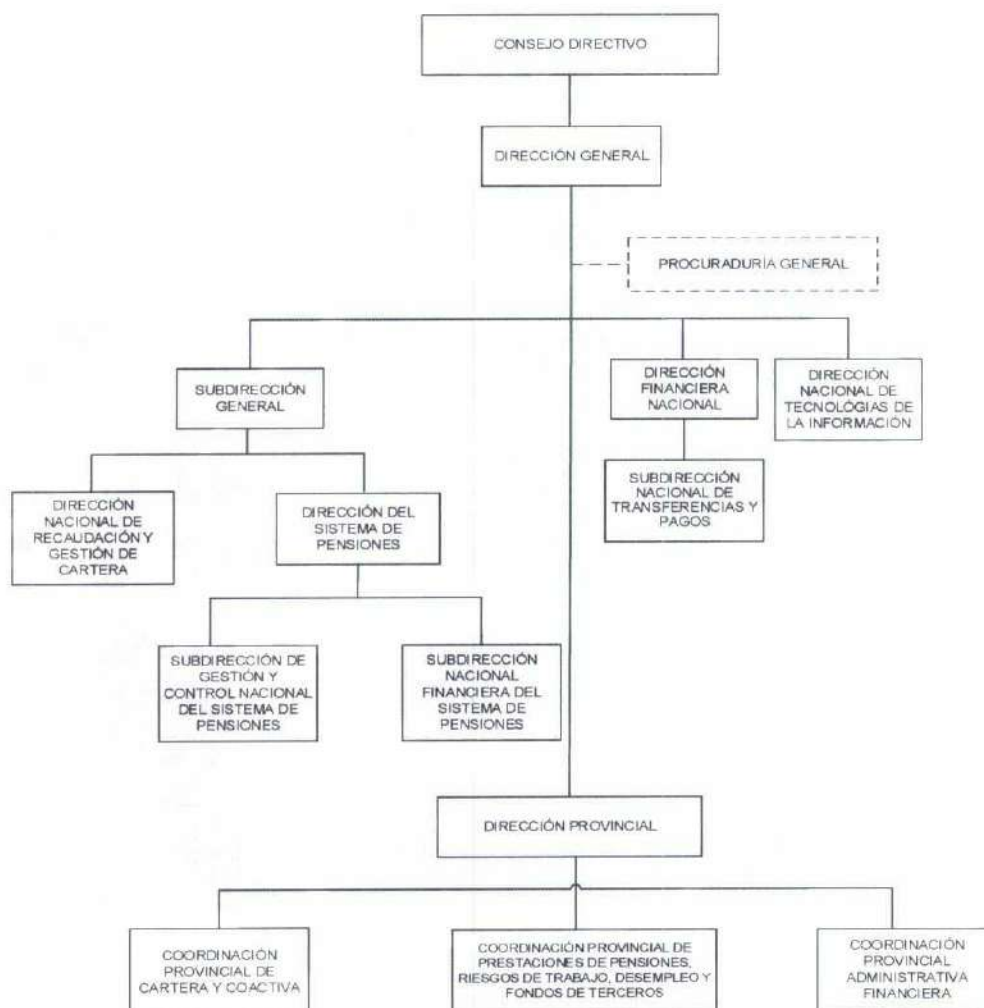 CONSEJO DIRECTIVO
DIRECCIÓN GENERAL
PROCURADURÍA GENERAL
SUBDIRECCIÓN
GENERAL
DIRECCIÓN
FINANCIERA
NACIONAL
DIRECCIÓN
NACIONAL DE
TECNOLOGÍAS DE
LA INFORMACIÓN
DIRECCIÓN
NACIONAL DE
RECAUDACIÓN Y
GESTIÓN DE
CARTERA
DIRECCIÓN DEL
SISTEMA DE
PENSIONES
SUBDIRECCIÓN
NACIONAL DE
TRANSFERENCIAS Y
PAGOS
SUBDIRECCIÓN DE
GESTIÓN Y
CONTROL NACIONAL
DEL SISTEMA DE
PENSIONES
SUBDIRECCIÓN
NACIONAL
FINANCIERA DEL
SISTEMA DE
PENSIONES
DIRECCIÓN PROVINCIAL
COORDINACIÓN
PROVINCIAL DE
CARTERA Y COACTIVA
COORDINACIÓN PROVINCIAL DE
PRESTACIONES DE PENSIONES,
RIESGOS DE TRABAJO, DESEMPLEO Y
FONDOS DE TERCEROS
COORDINACIÓN
PROVINCIAL
ADMINISTRATIVA
FINANCIERA